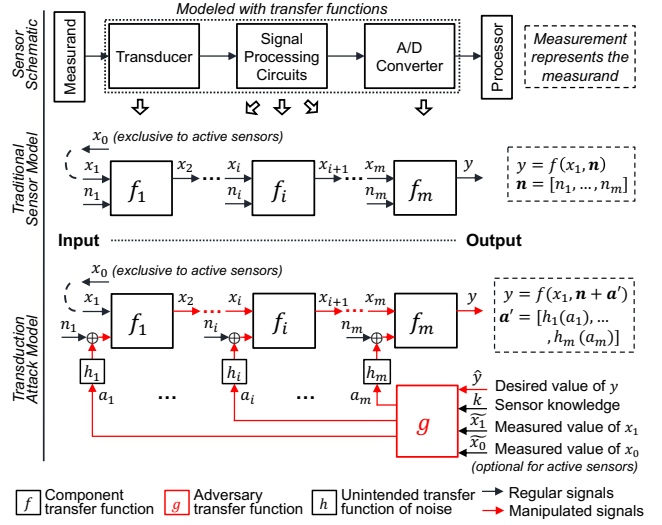 Modeled with transfer functions
Sensor
Schematic
Measurand
Transducer
Signal
Processing
Circuits
A/D
Converter
Processor
Measurement
represents the
measurand
Traditional
Sensor Model
x₀ (exclusive to active sensors)
x₁ n₁ f₁ x₂ ⋯ xᵢ nᵢ fᵢ xᵢ₊₁ ⋯ xₘ nₘ fₘ y
y = f(x₁, n)
n = [n₁, …, nₘ]
Input Output
Transduction
Attack Model
x₀ (exclusive to active sensors)
x₁ n₁ f₁ x₂ ⋯ xᵢ nᵢ fᵢ xᵢ₊₁ ⋯ xₘ nₘ fₘ y
y = f(x₁, n + a′)
a′ = [h₁(a₁), …
, hₘ(aₘ)]
h₁ hᵢ hₘ
a₁ … aᵢ … aₘ
g
ŷ Desired value of y
k Sensor knowledge
x̃₁ Measured value of x₁
x̃₀ Measured value of x₀
(optional for active sensors)
f Component
transfer function
g Adversary
transfer function
h Unintended transfer
function of noise
Regular signals
Manipulated signals